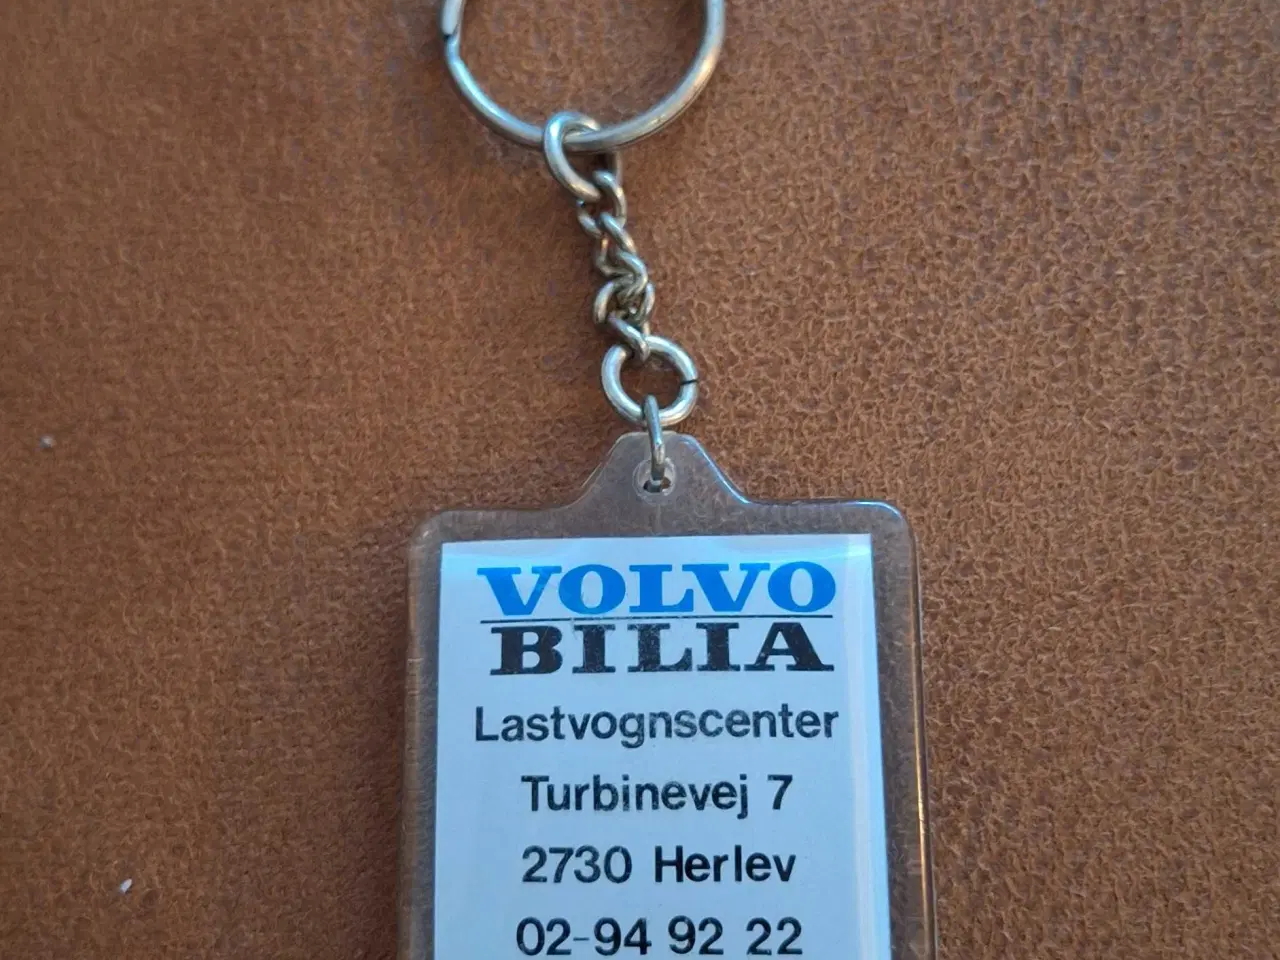 VOLVO
BILIA
Lastvognscenter
Turbinevej 7
2730 Herlev
02-94 92 22